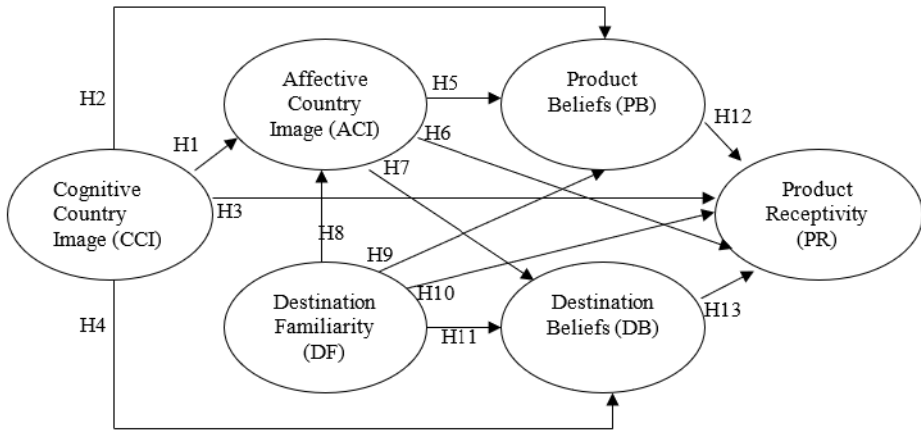 H2
Affective
Country
Image (ACI)
H5
Product
Beliefs (PB)
H12
H1
H6
H7
Cognitive
Country
Image (CCI)
H3
Product
Receptivity
(PR)
H8
H9
H10
H4
Destination
Familiarity
(DF)
H11
Destination
Beliefs (DB)
H13